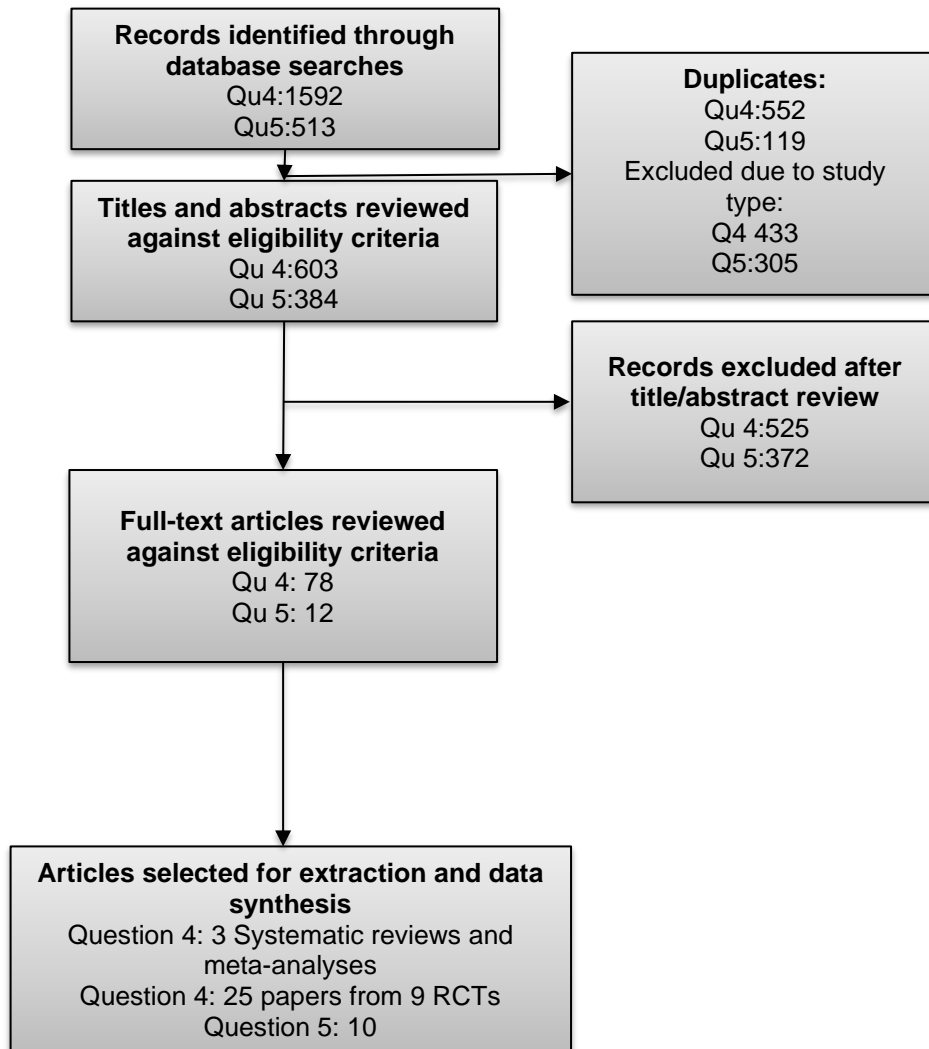 Records identified through
database searches
Qu4:1592
Qu5:513
Duplicates:
Qu4:552
Qu5:119
Excluded due to study
type:
Q4 433
Q5:305
Titles and abstracts reviewed
against eligibility criteria
Qu 4:603
Qu 5:384
Records excluded after
title/abstract review
Qu 4:525
Qu 5:372
Full-text articles reviewed
against eligibility criteria
Qu 4: 78
Qu 5: 12
Articles selected for extraction and data
synthesis
Question 4: 3 Systematic reviews and
meta-analyses
Question 4: 25 papers from 9 RCTs
Question 5: 10